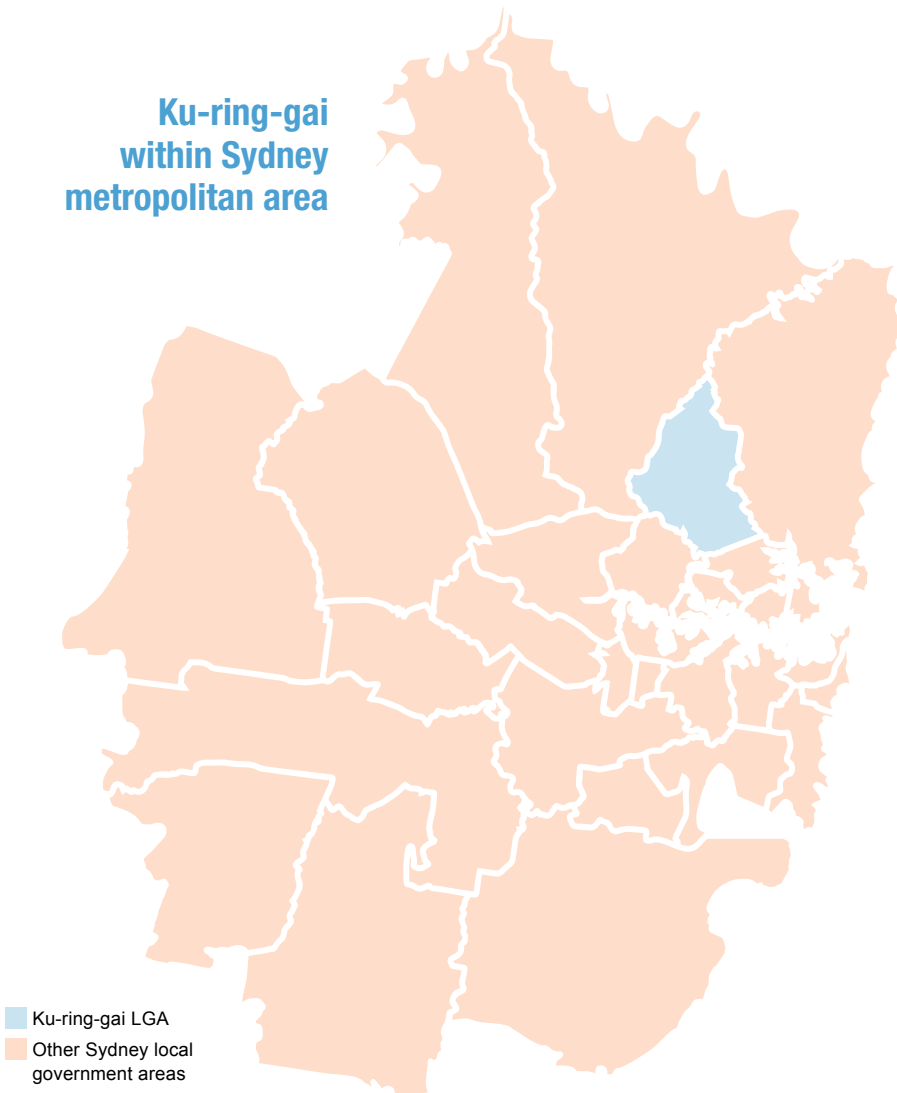 Ku-ring-gai
within Sydney
metropolitan area
Ku-ring-gai LGA
Other Sydney local
government areas